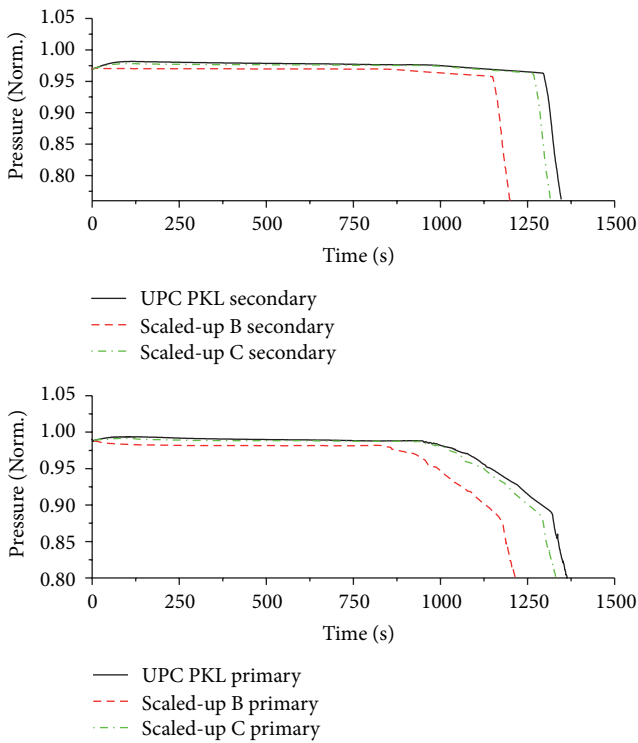 1.05
1.00
0.95
0.90
0.85
0.80
Pressure (Norm.)
0 250 500 750 1000 1250 1500
Time (s)
UPC PKL secondary
Scaled-up B secondary
Scaled-up C secondary
1.05
1.00
0.95
0.90
0.85
0.80
Pressure (Norm.)
0 250 500 750 1000 1250 1500
Time (s)
UPC PKL primary
Scaled-up B primary
Scaled-up C primary